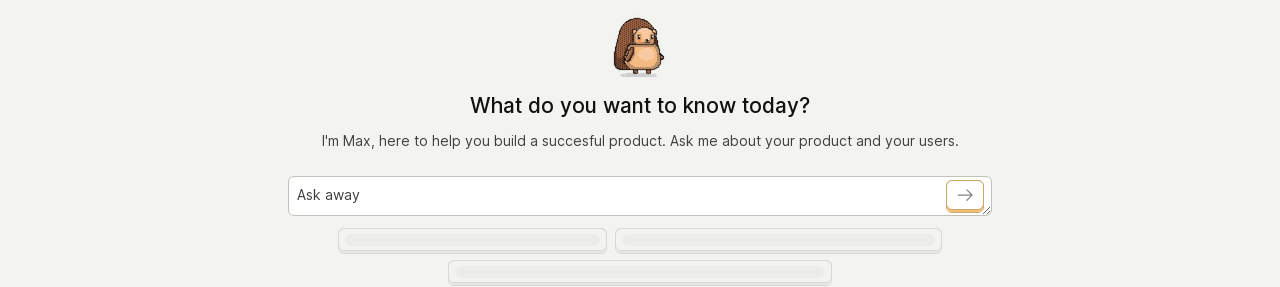 What do you want to know today?
I'm Max, here to help you build a succesful product. Ask me about your product and your users.
Ask away